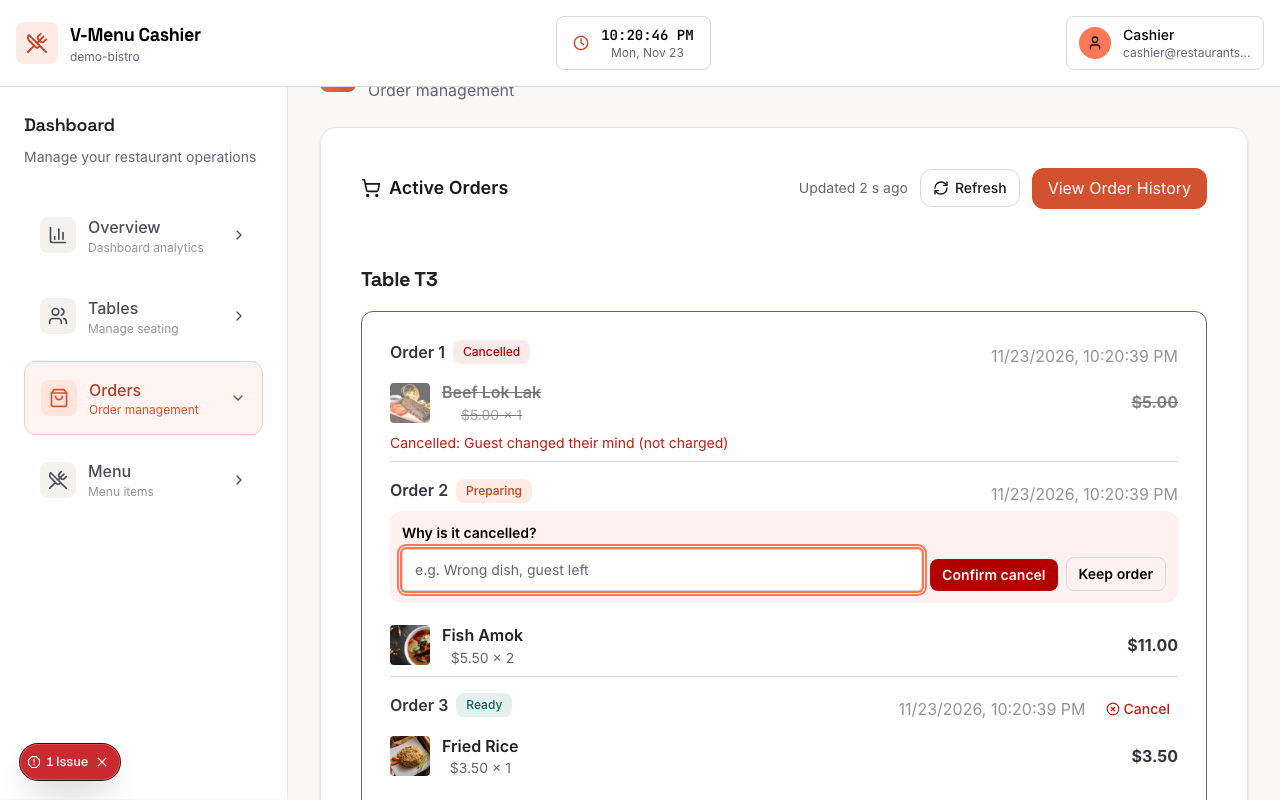 V-Menu Cashier
demo-bistro
10:20:46 PM
Mon, Nov 23
Cashier
cashier@restaurants...
Dashboard
Manage your restaurant operations
Overview
Dashboard analytics
Tables
Manage seating
Orders
Order management
Menu
Menu items
1 Issue
Order management
Active Orders
Updated 2 s ago
Refresh
View Order History
Table T3
Order 1 Cancelled 11/23/2026, 10:20:39 PM
Beef Lok Lak
$5.00 × 1
$5.00
Cancelled: Guest changed their mind (not charged)
Order 2 Preparing 11/23/2026, 10:20:39 PM
Why is it cancelled?
e.g. Wrong dish, guest left
Confirm cancel
Keep order
Fish Amok
$5.50 × 2
$11.00
Order 3 Ready 11/23/2026, 10:20:39 PM Cancel
Fried Rice
$3.50 × 1
$3.50